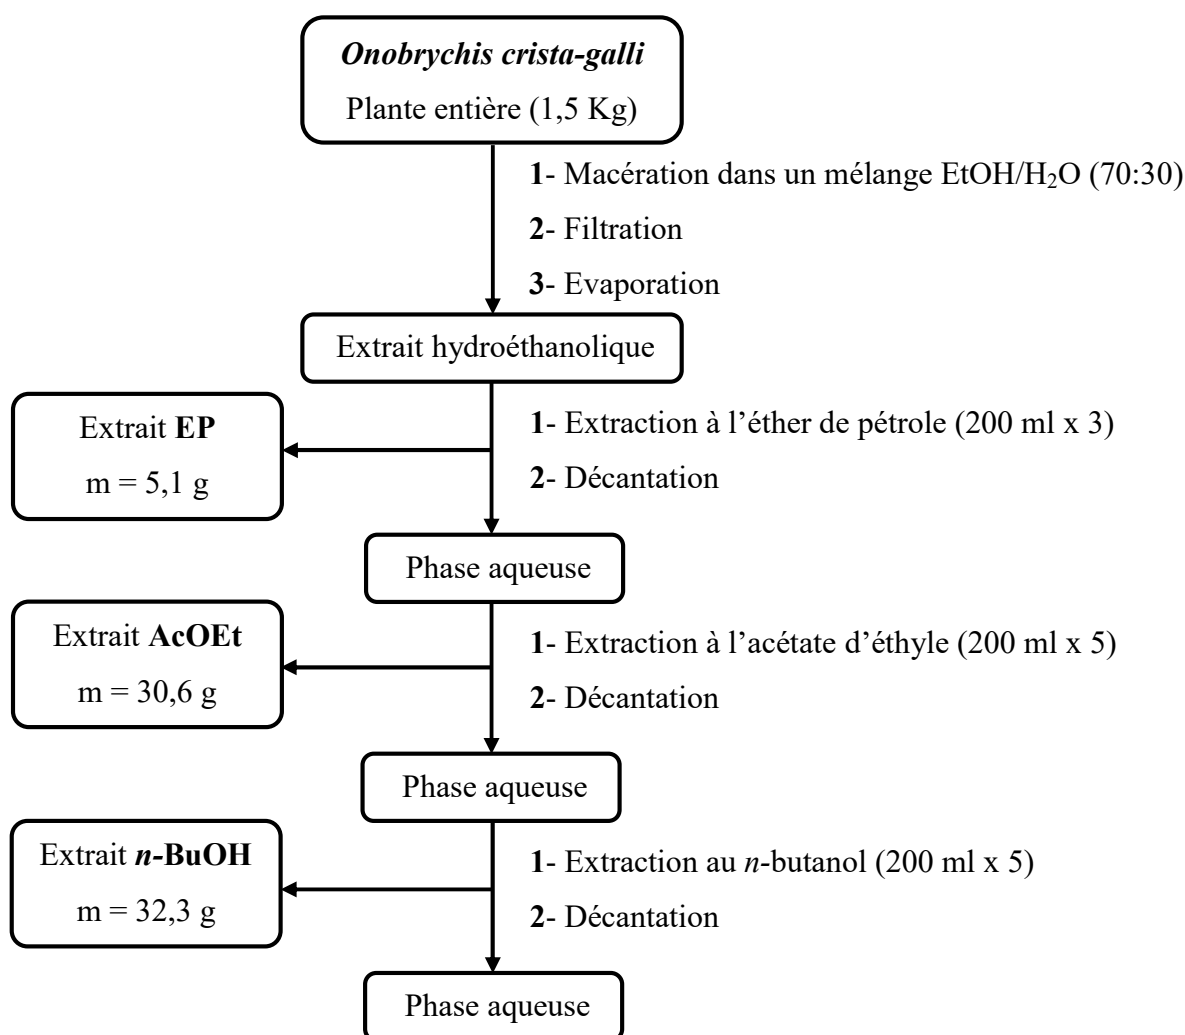 Onobrychis crista-galli
Plante entière (1,5 Kg)
1- Macération dans un mélange EtOH/H₂O (70:30)
2- Filtration
3- Evaporation
Extrait hydroéthanolique
Extrait EP
m = 5,1 g
1- Extraction à l’éther de pétrole (200 ml x 3)
2- Décantation
Phase aqueuse
Extrait AcOEt
m = 30,6 g
1- Extraction à l’acétate d’éthyle (200 ml x 5)
2- Décantation
Phase aqueuse
Extrait n-BuOH
m = 32,3 g
1- Extraction au n-butanol (200 ml x 5)
2- Décantation
Phase aqueuse